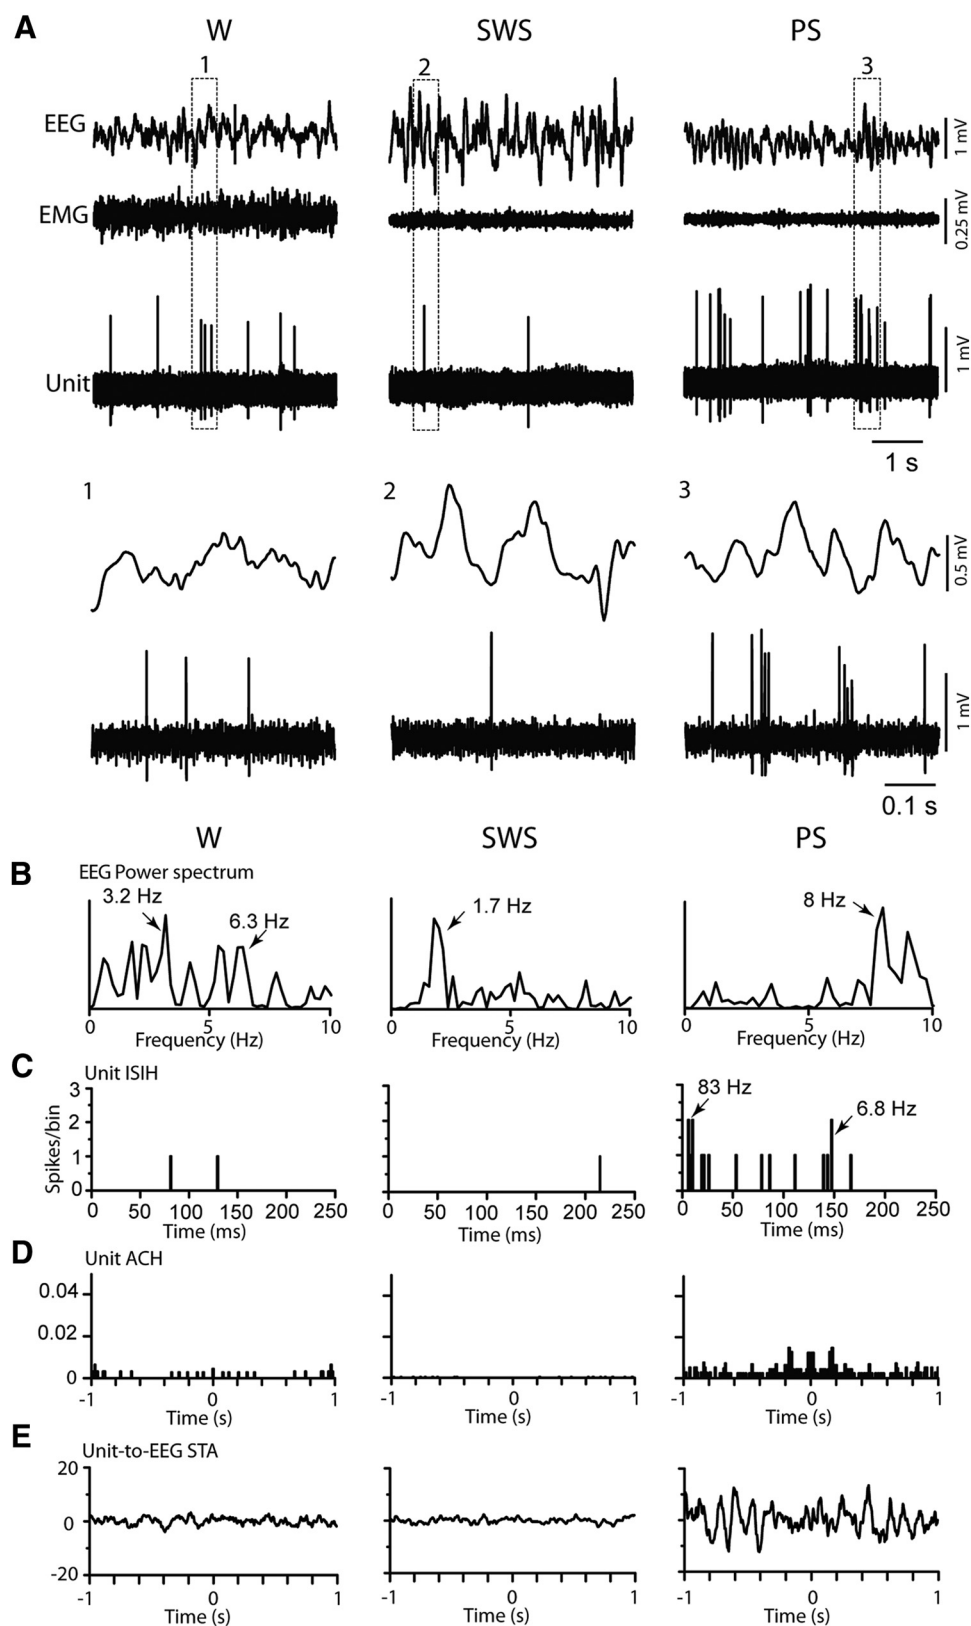 A W SWS PS
1 2 3
EEG 1 mV
EMG 0.25 mV
Unit 1 mV
1 s
1 2 3
0.5 mV
1 mV
0.1 s
W SWS PS
B EEG Power spectrum
3.2 Hz 6.3 Hz 1.7 Hz 8 Hz
0 5 10 0 5 10 0 5 10
Frequency (Hz) Frequency (Hz) Frequency (Hz)
C Unit ISIH
Spikes/bin
3
2
1
0
83 Hz
6.8 Hz
0 50 100 150 200 250 0 50 100 150 200 250 0 50 100 150 200 250
Time (ms) Time (ms) Time (ms)
D Unit ACH
0.04
0.02
0
-1 0 1 -1 0 1 -1 0 1
Time (s) Time (s) Time (s)
E Unit-to-EEG STA
20
0
-20
-1 0 1 -1 0 1 -1 0 1
Time (s) Time (s) Time (s)